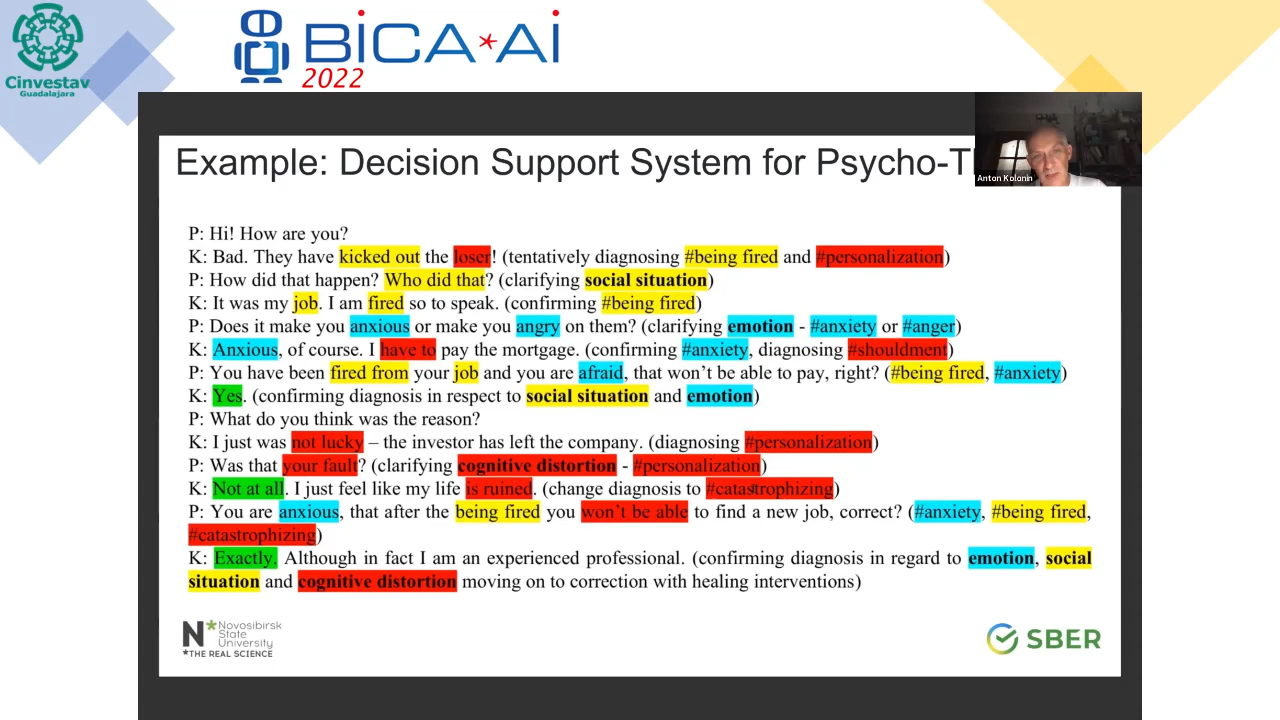 Cinvestav
Guadalajara
BiCA*Ai
2022
Example: Decision Support System for Psycho-T
Anton Kolonin
P: Hi! How are you?
K: Bad. They have kicked out the loser! (tentatively diagnosing #being fired and #personalization)
P: How did that happen? Who did that? (clarifying social situation)
K: It was my job. I am fired so to speak. (confirming #being fired)
P: Does it make you anxious or make you angry on them? (clarifying emotion - #anxiety or #anger)
K: Anxious, of course. I have to pay the mortgage. (confirming #anxiety, diagnosing #shouldment)
P: You have been fired from your job and you are afraid, that won't be able to pay, right? (#being fired, #anxiety)
K: Yes. (confirming diagnosis in respect to social situation and emotion)
P: What do you think was the reason?
K: I just was not lucky – the investor has left the company. (diagnosing #personalization)
P: Was that your fault? (clarifying cognitive distortion - #personalization)
K: Not at all. I just feel like my life is ruined. (change diagnosis to #catastrophizing)
P: You are anxious, that after the being fired you won't be able to find a new job, correct? (#anxiety, #being fired,
#catastrophizing)
K: Exactly. Although in fact I am an experienced professional. (confirming diagnosis in regard to emotion, social
situation and cognitive distortion moving on to correction with healing interventions)
N* Novosibirsk
State
University
*THE REAL SCIENCE
SBER